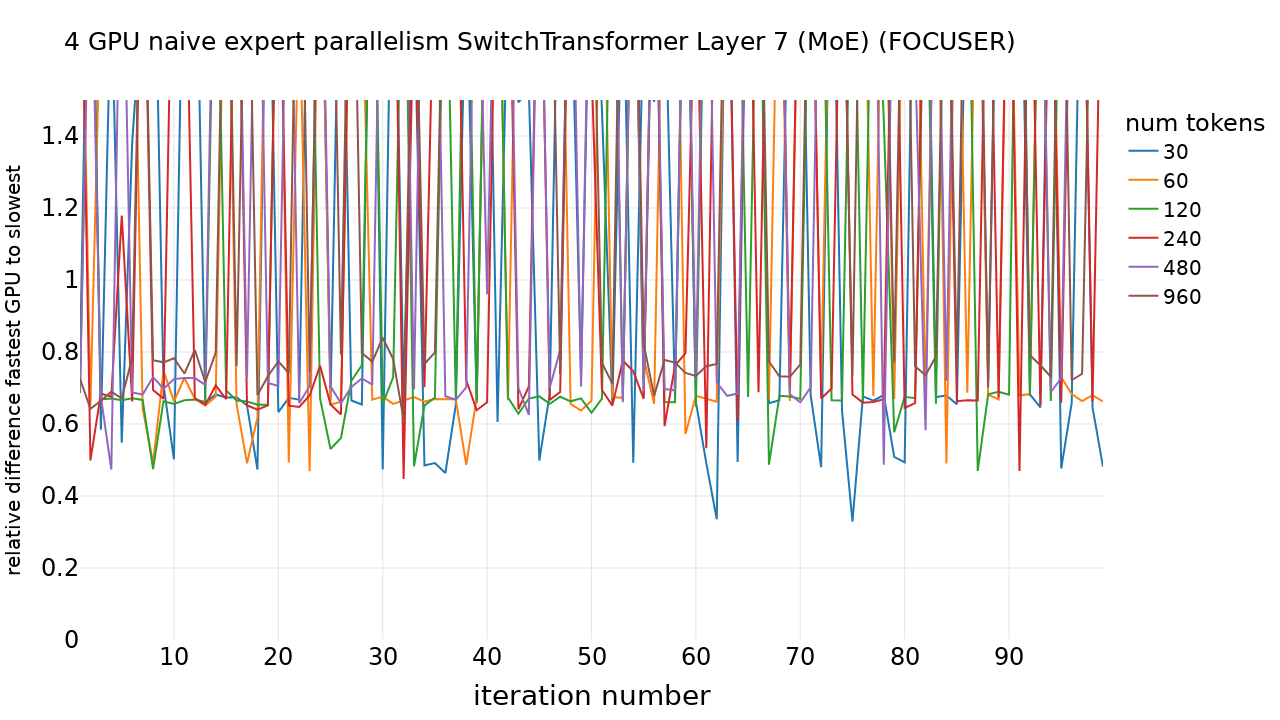 4 GPU naive expert parallelism SwitchTransformer Layer 7 (MoE) (FOCUSER)
relative difference fastest GPU to slowest
1.4
1.2
1
0.8
0.6
0.4
0.2
0
10 20 30 40 50 60 70 80 90
iteration number
num tokens
30
60
120
240
480
960